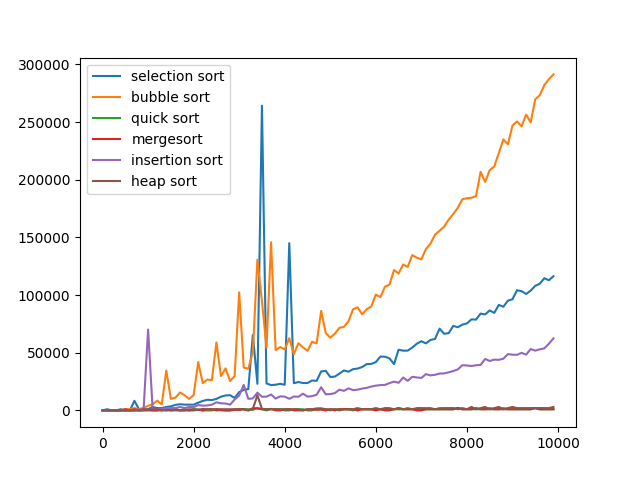 300000
250000
200000
150000
100000
50000
0
selection sort
bubble sort
quick sort
mergesort
insertion sort
heap sort
0 2000 4000 6000 8000 10000